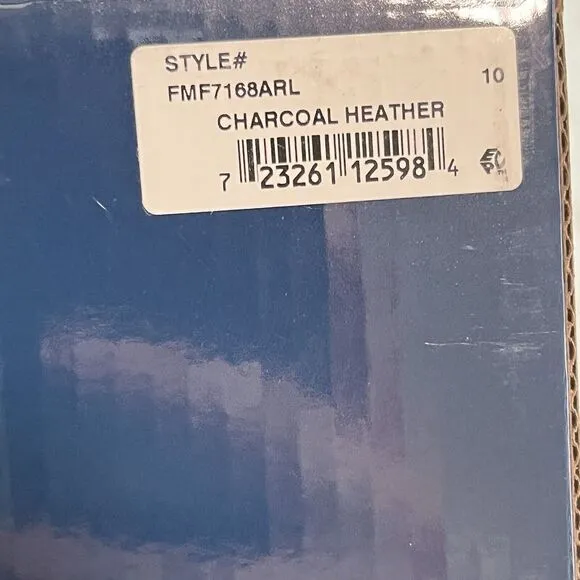 STYLE#
FMF7168ARL 10
CHARCOAL HEATHER
7 23261 12598 4